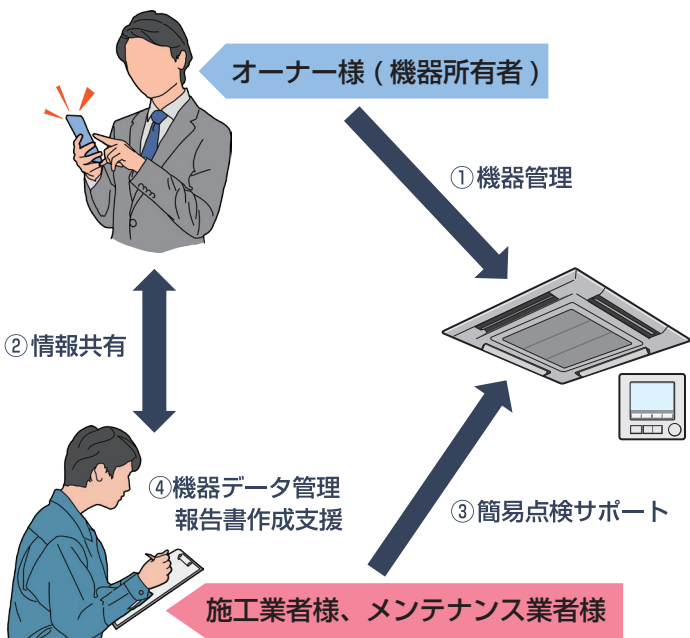 オーナー様 ( 機器所有者 )
①機器管理
②情報共有
④機器データ管理
報告書作成支援
③簡易点検サポート
施工業者様、メンテナンス業者様